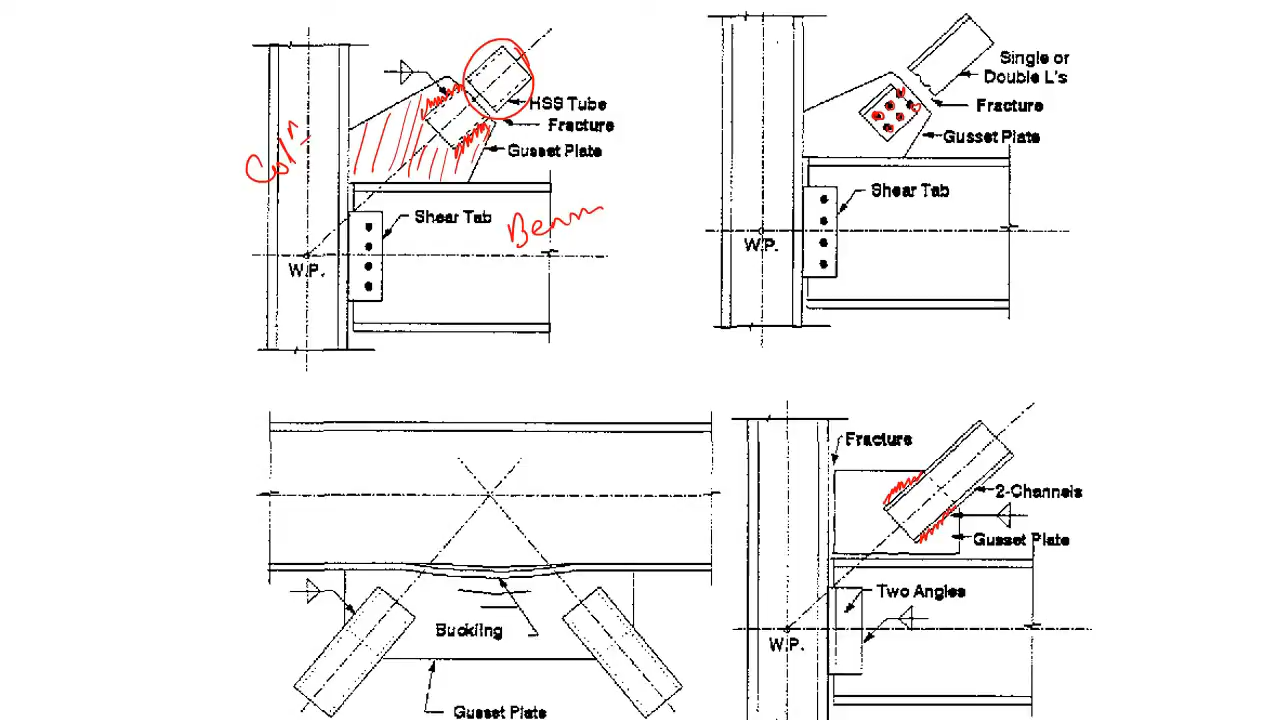 HSS Tube
Fracture
Gusset Plate
Colⁿ
Shear Tab
Beam
W.P.
Single or
Double L's
Fracture
Gusset Plate
Shear Tab
W.P.
Buckling
Gusset Plate
Fracture
2-Channels
Gusset Plate
Two Angles
W.P.